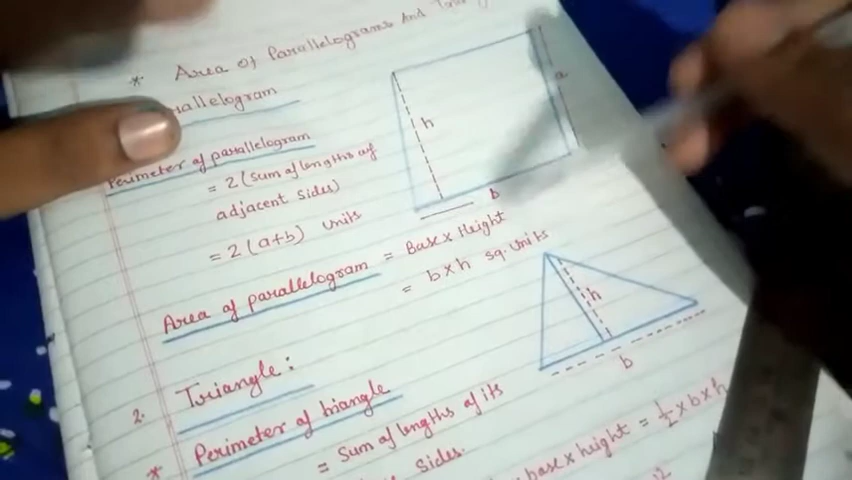 * Area of Parallelograms And
allelogram
a
h
Perimeter of parallelogram
= 2 (sum of lengths of
adjacent sides)
b
= 2 (a+b) units
Area of parallelogram = Base x Height
= b x h sq. units
h
b
2. Triangle:
* Perimeter of triangle
= Sum of lengths of its
sides.
base x height = 1/2 x b x h